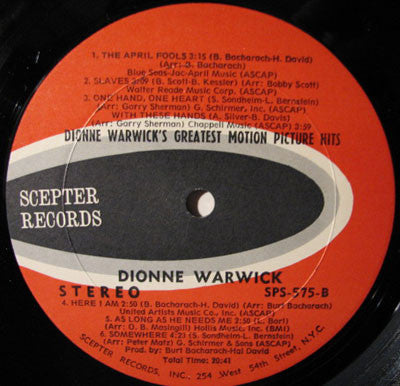 1. THE APRIL FOOLS 3:15 (B. Bacharach-H. David)
(Arr: B. Bacharach)
Blue Seas-Jac-April Music (ASCAP)
2. SLAVES 3:09 (B. Scott-B. Kessler) (Arr: Bobby Scott)
Walter Reade Music Corp. (ASCAP)
3. ONE HAND, ONE HEART (S. Sondheim-L. Bernstein)
(Arr: Garry Sherman) G. Schirmer, Inc. (ASCAP)
WITH THESE HANDS (A. Silver-B. Davis)
(Arr: Garry Sherman) Chappell Music (ASCAP) 3:59
DIONNE WARWICK'S GREATEST MOTION PICTURE HITS
SCEPTER
RECORDS
DIONNE WARWICK
STEREO SPS-575-B
4. HERE I AM 2:50 (B. Bacharach-H. David) (Arr: Burt Bacharach)
United Artists Music Co. (ASCAP)
5. AS LONG AS HE NEEDS ME 2:50 (L. Bart)
(Arr: O. B. Masingill) Hollis Music, Inc. (BMI)
6. SOMEWHERE 4:23 (S. Sondheim-L. Bernstein)
(Arr: Peter Matz) G. Schirmer & Sons (ASCAP)
Prod. by: Burt Bacharach-Hal David
Total Time: 20:41
SCEPTER RECORDS, INC., 254 West 54th Street, N.Y.C.